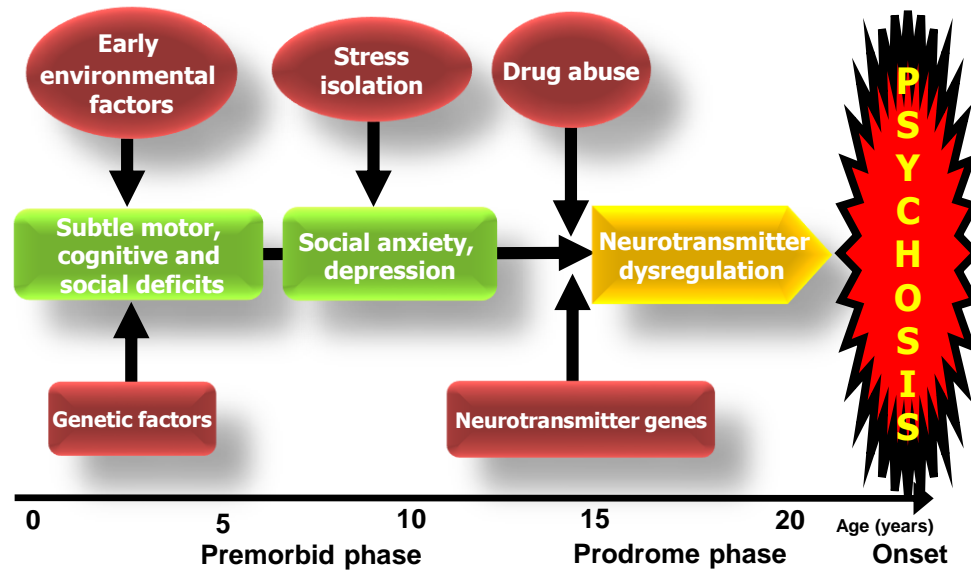 Early
environmental
factors
Stress
isolation
Drug abuse
Subtle motor,
cognitive and
social deficits
Social anxiety,
depression
Neurotransmitter
dysregulation
Genetic factors
Neurotransmitter genes
P
S
Y
C
H
O
S
I
S
0 5 10 15 20 Age (years)
Premorbid phase Prodrome phase Onset